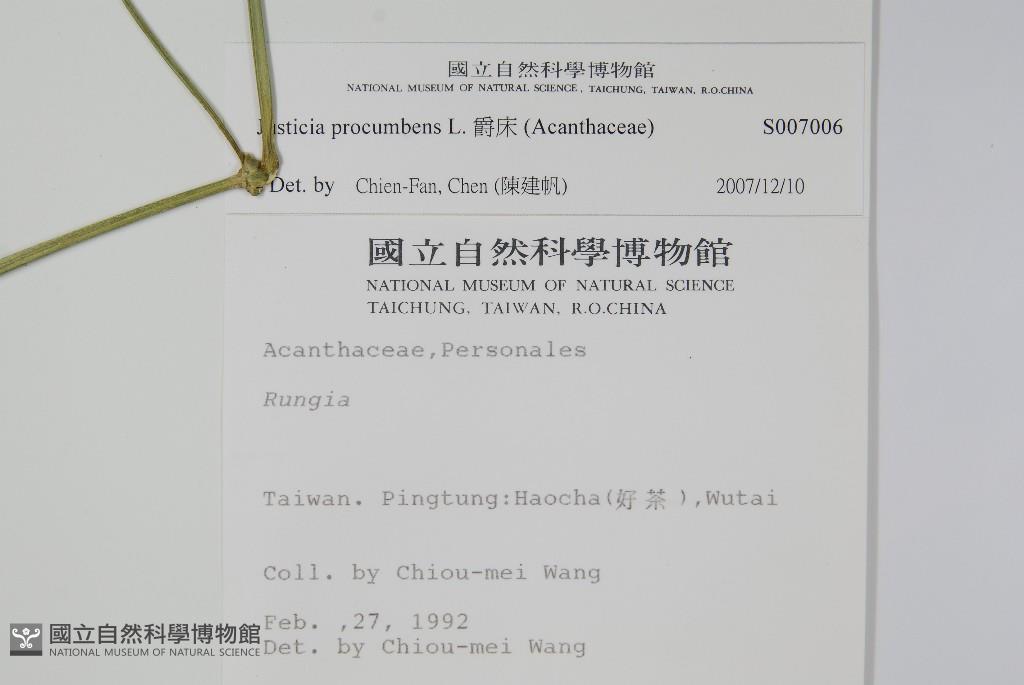 國立自然科學博物館
NATIONAL MUSEUM OF NATURAL SCIENCE, TAICHUNG, TAIWAN, R.O.CHINA
Justicia procumbens L. 爵床 (Acanthaceae) S007006
Det. by Chien-Fan, Chen (陳建帆) 2007/12/10
國立自然科學博物館
NATIONAL MUSEUM OF NATURAL SCIENCE
TAICHUNG, TAIWAN, R.O.CHINA
Acanthaceae,Personales
Rungia
Taiwan. Pingtung:Haocha(好茶),Wutai
Coll. by Chiou-mei Wang
Feb. ,27, 1992
Det. by Chiou-mei Wang
國立自然科學博物館
NATIONAL MUSEUM OF NATURAL SCIENCE